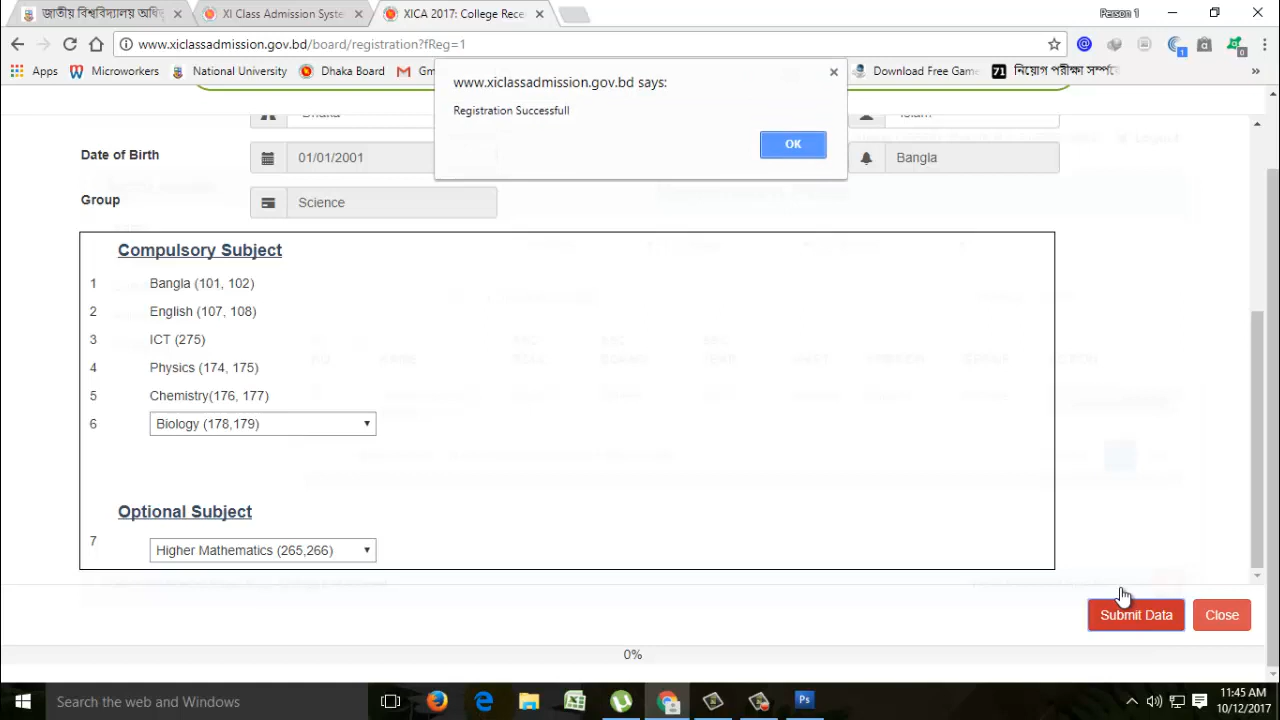 জাতীয় বিশ্ববিদ্যালয় অধিভু
XI Class Admission Syste
XICA 2017: College Rece
Person 1
www.xiclassadmission.gov.bd/board/registration?fReg=1
Apps
Microworkers
National University
Dhaka Board
Gm
Download Free Game
নিয়োগ পরীক্ষা সম্পর্কে
»
www.xiclassadmission.gov.bd says:
Registration Successfull
OK
Dhaka
Islam
Date of Birth
01/01/2001
Bangla
Group
Science
Compulsory Subject
1 Bangla (101, 102)
2 English (107, 108)
3 ICT (275)
4 Physics (174, 175)
5 Chemistry(176, 177)
6 Biology (178,179)
Optional Subject
7 Higher Mathematics (265,266)
Submit Data
Close
0%
Search the web and Windows
11:45 AM
10/12/2017